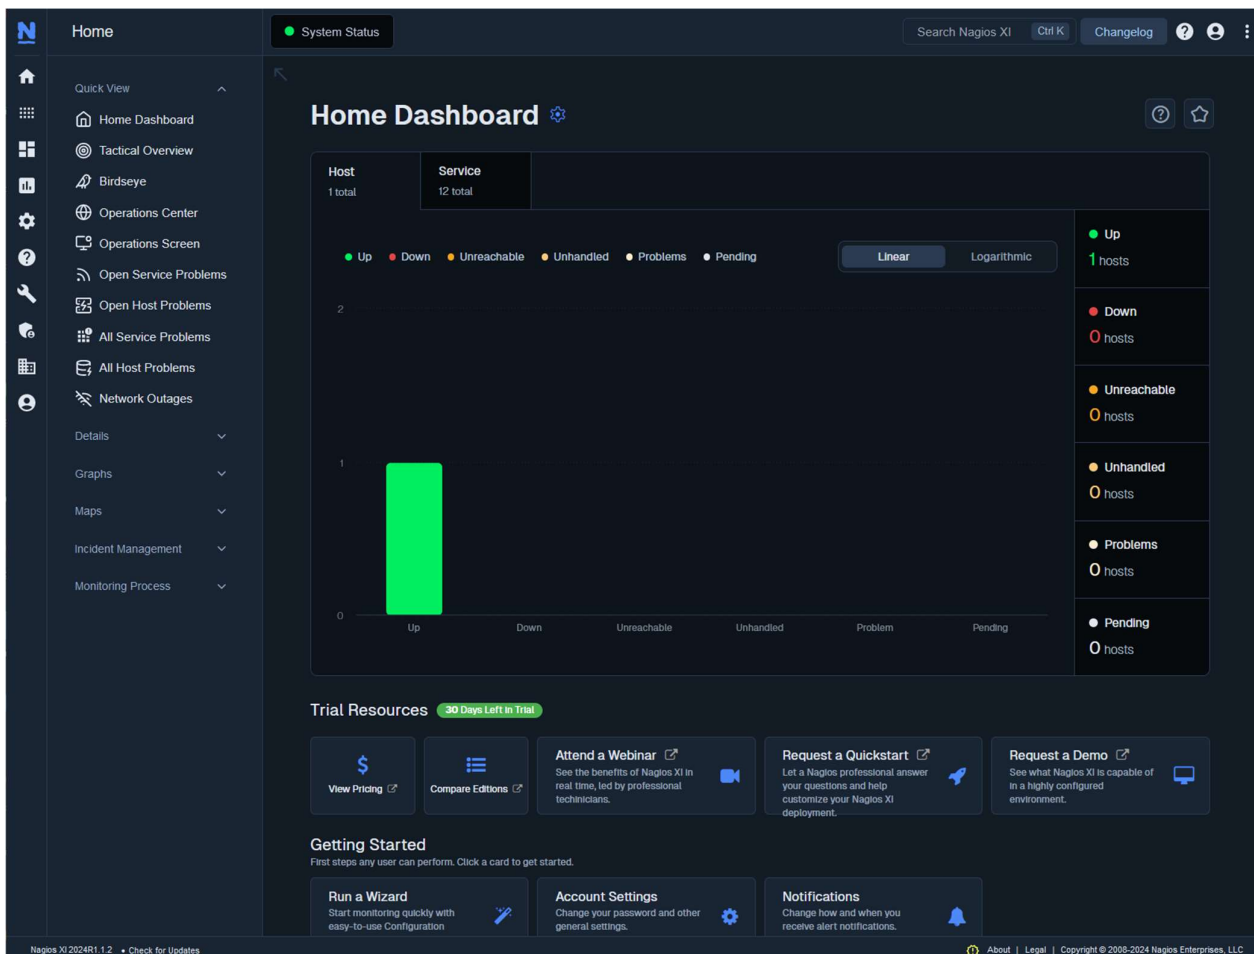 Home
System Status
Search Nagios XI
Ctrl K
Changelog
Quick View
Home Dashboard
Tactical Overview
Birdseye
Operations Center
Operations Screen
Open Service Problems
Open Host Problems
All Service Problems
All Host Problems
Network Outages
Details
Graphs
Maps
Incident Management
Monitoring Process
Home Dashboard
Host
1 total
Service
12 total
Up
Down
Unreachable
Unhandled
Problems
Pending
Linear
Logarithmic
2
1
0
Up
Down
Unreachable
Unhandled
Problem
Pending
Up
1 hosts
Down
0 hosts
Unreachable
0 hosts
Unhandled
0 hosts
Problems
0 hosts
Pending
0 hosts
Trial Resources
30 Days Left in Trial
View Pricing
Compare Editions
Attend a Webinar
See the benefits of Nagios XI in
real time, led by professional
techinicians.
Request a Quickstart
Let a Nagios professional answer
your questions and help
customize your Nagios XI
deployment.
Request a Demo
See what Nagios XI is capable of
in a highly configured
environment.
Getting Started
First steps any user can perform. Click a card to get started.
Run a Wizard
Start monitoring quickly with
easy-to-use Configuration
Account Settings
Change your password and other
general settings.
Notifications
Change how and when you
receive alert notifications.
Nagios XI 2024R1.1.2 • Check for Updates
About | Legal | Copyright © 2008-2024 Nagios Enterprises, LLC